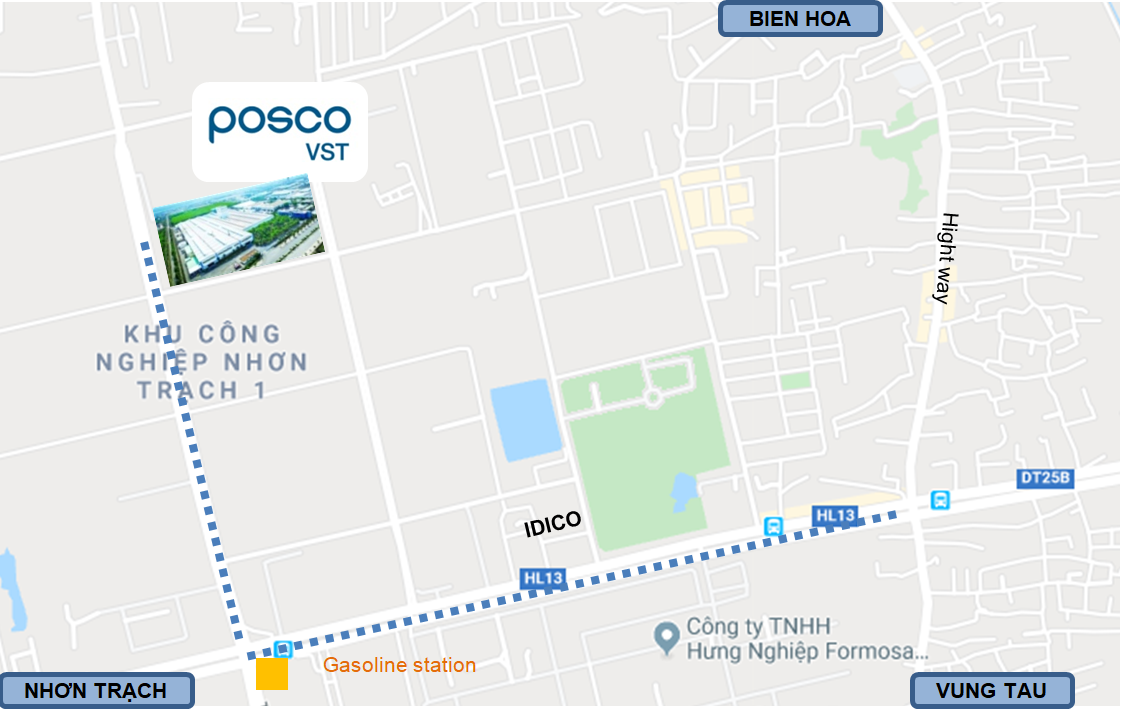 BIEN HOA
posco
VST
Hight way
KHU CÔNG
NGHIỆP NHƠN
TRẠCH 1
DT25B
HL13
IDICO
HL13
Công ty TNHH
Hưng Nghiệp Formosa...
Gasoline station
NHƠN TRẠCH
VUNG TAU